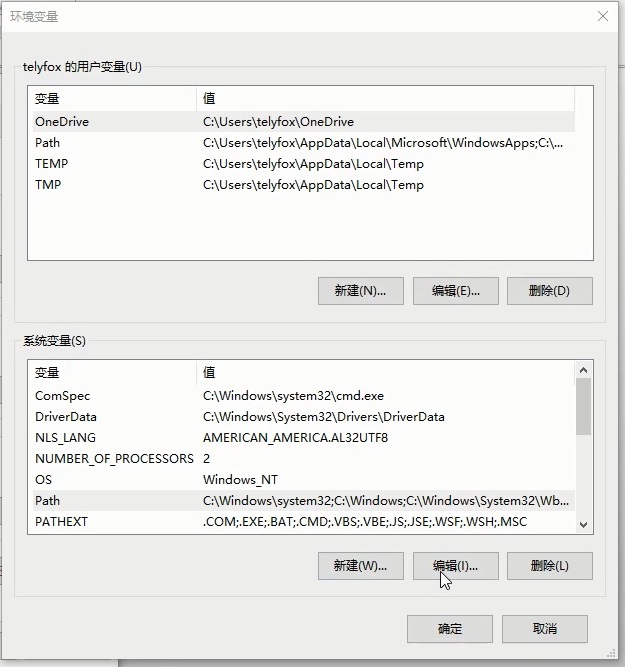 环境变量
telyfox 的用户变量(U)
变量 值
OneDrive C:\Users\telyfox\OneDrive
Path C:\Users\telyfox\AppData\Local\Microsoft\WindowsApps;C:\...
TEMP C:\Users\telyfox\AppData\Local\Temp
TMP C:\Users\telyfox\AppData\Local\Temp
新建(N)... 编辑(E)... 删除(D)
系统变量(S)
变量 值
ComSpec C:\Windows\system32\cmd.exe
DriverData C:\Windows\System32\Drivers\DriverData
NLS_LANG AMERICAN_AMERICA.AL32UTF8
NUMBER_OF_PROCESSORS 2
OS Windows_NT
Path C:\Windows\system32;C:\Windows;C:\Windows\System32\Wb...
PATHEXT .COM;.EXE;.BAT;.CMD;.VBS;.VBE;.JS;.JSE;.WSF;.WSH;.MSC
新建(W)... 编辑(I)... 删除(L)
确定 取消